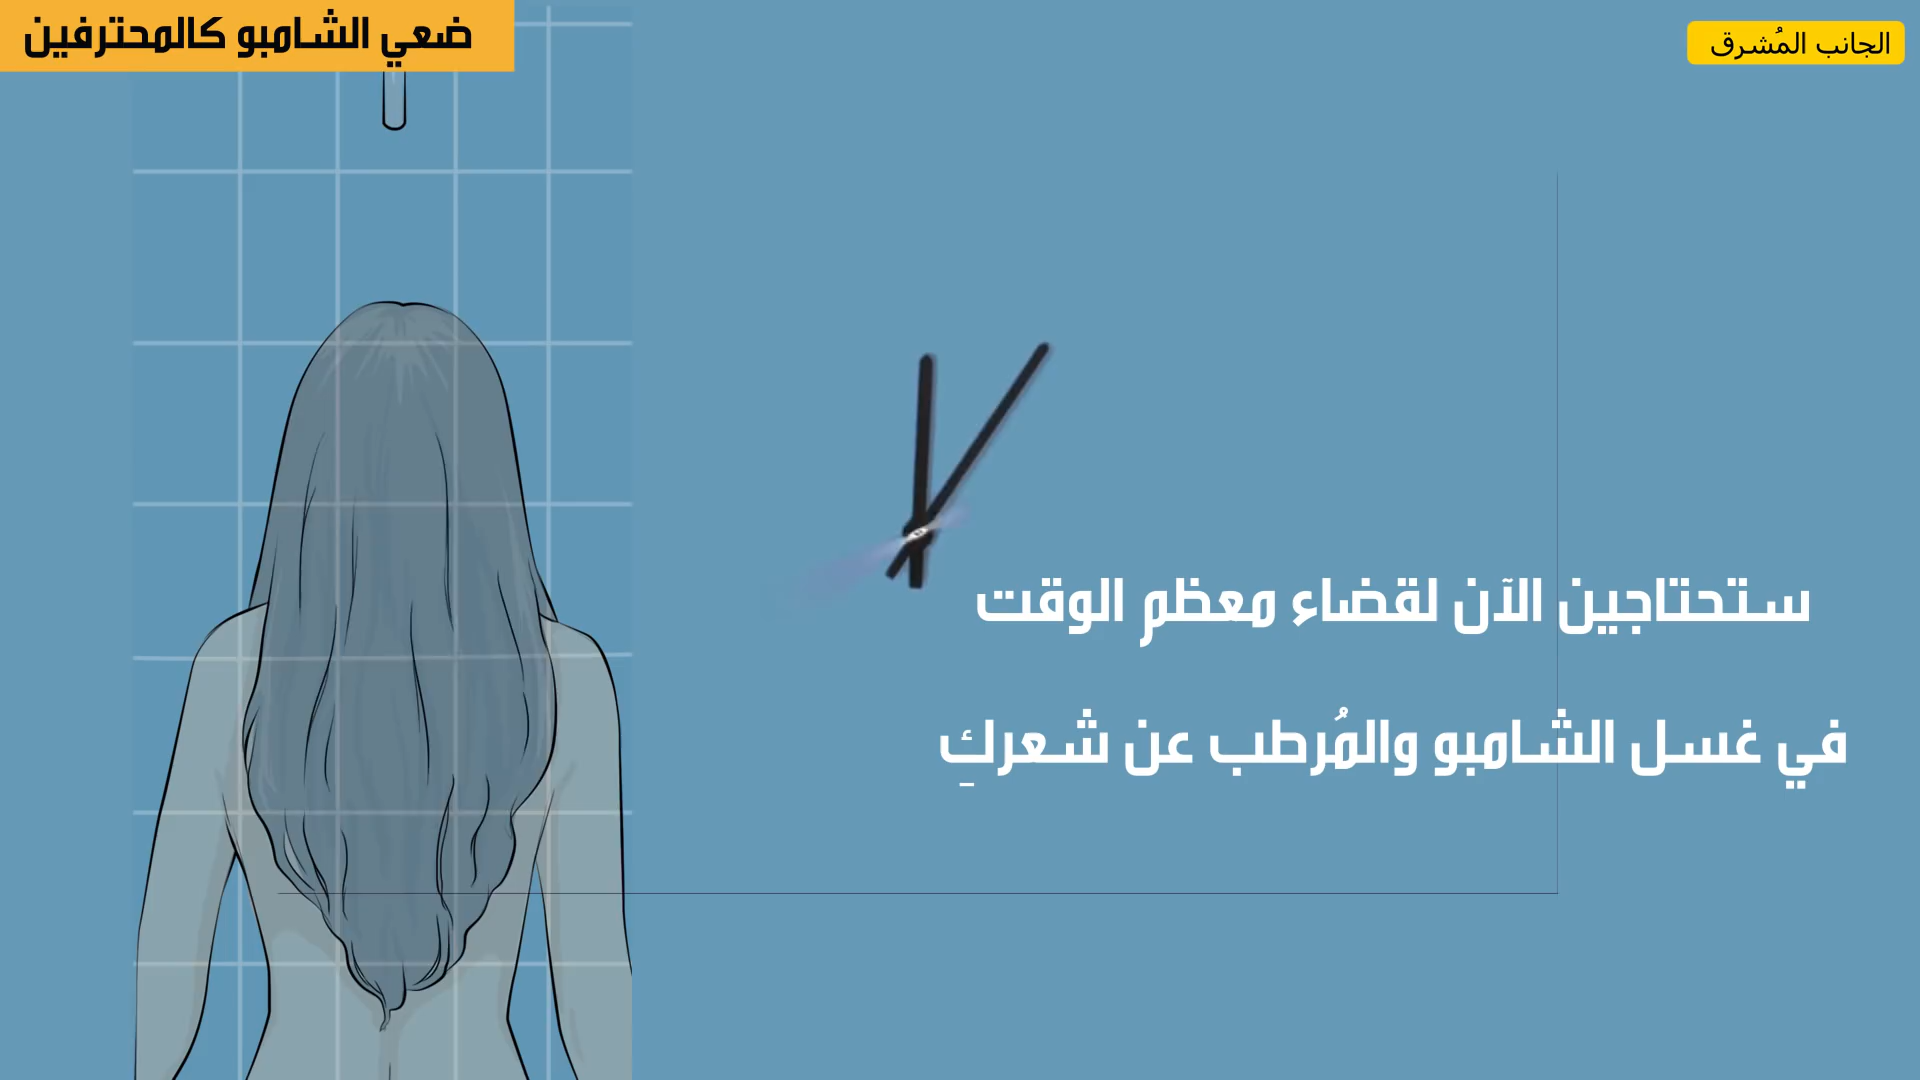 ضعي الشامبو كالمحترفين
الجانب المُشرق
ستحتاجين الآن لقضاء معظم الوقت
في غسل الشامبو والمُرطب عن شعركِ